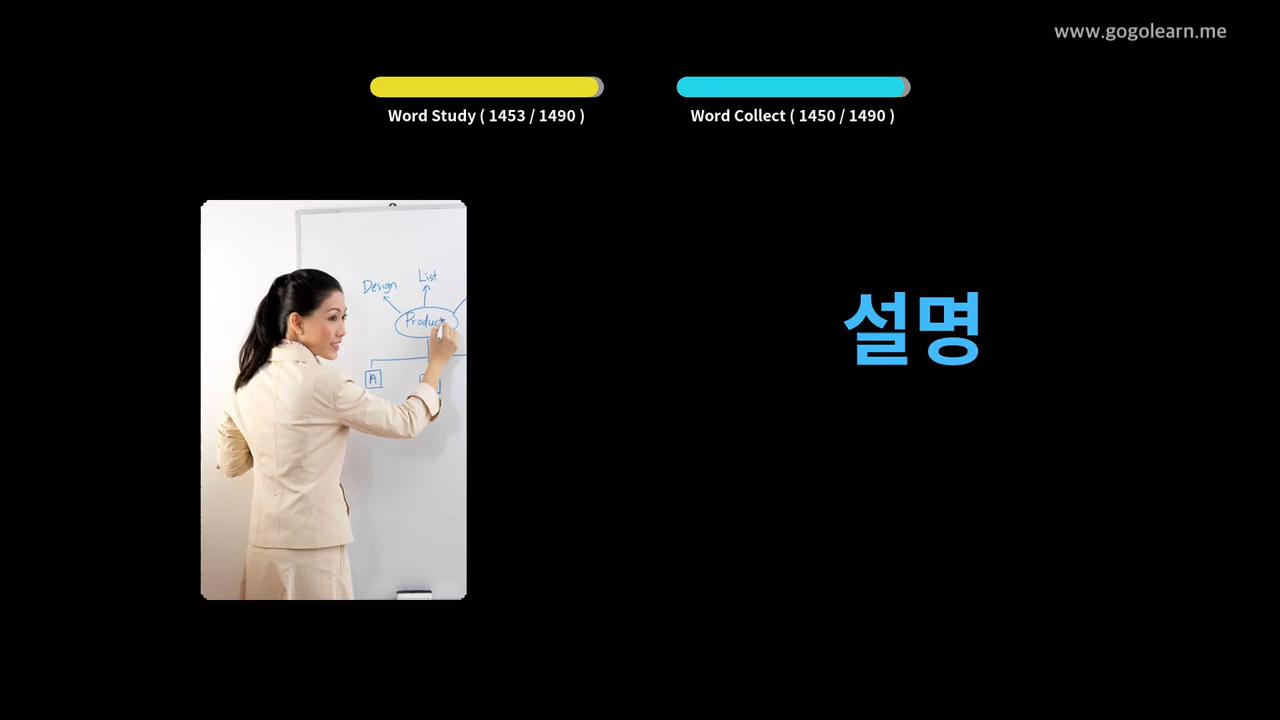 www.gogolearn.me
Word Study ( 1453 / 1490 )
Word Collect ( 1450 / 1490 )
Design
List
Product
A
설명